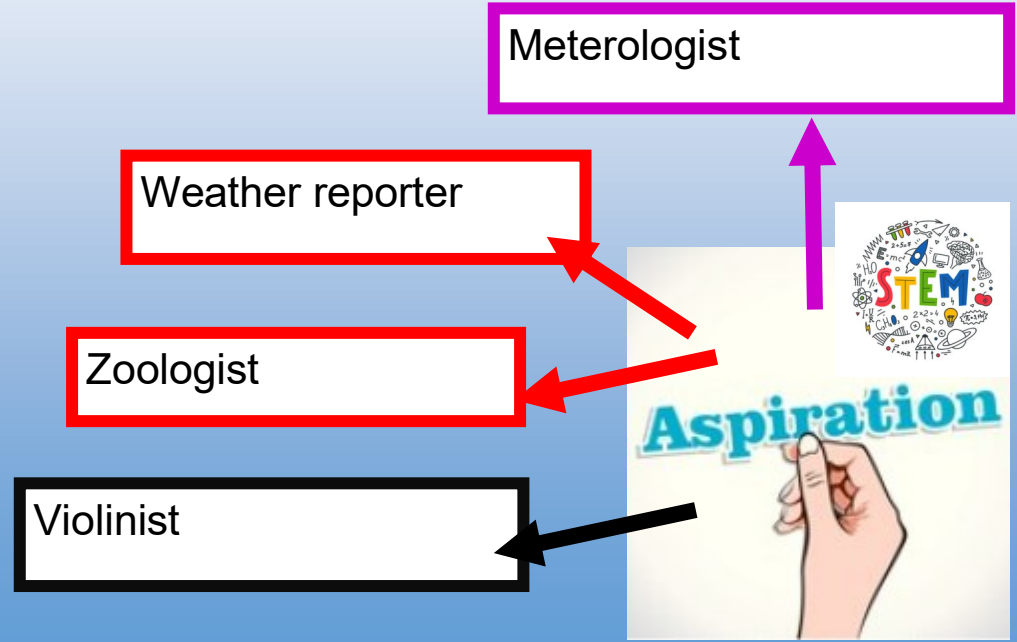 Meterologist
Weather reporter
Zoologist
Violinist
STEM
Aspiration